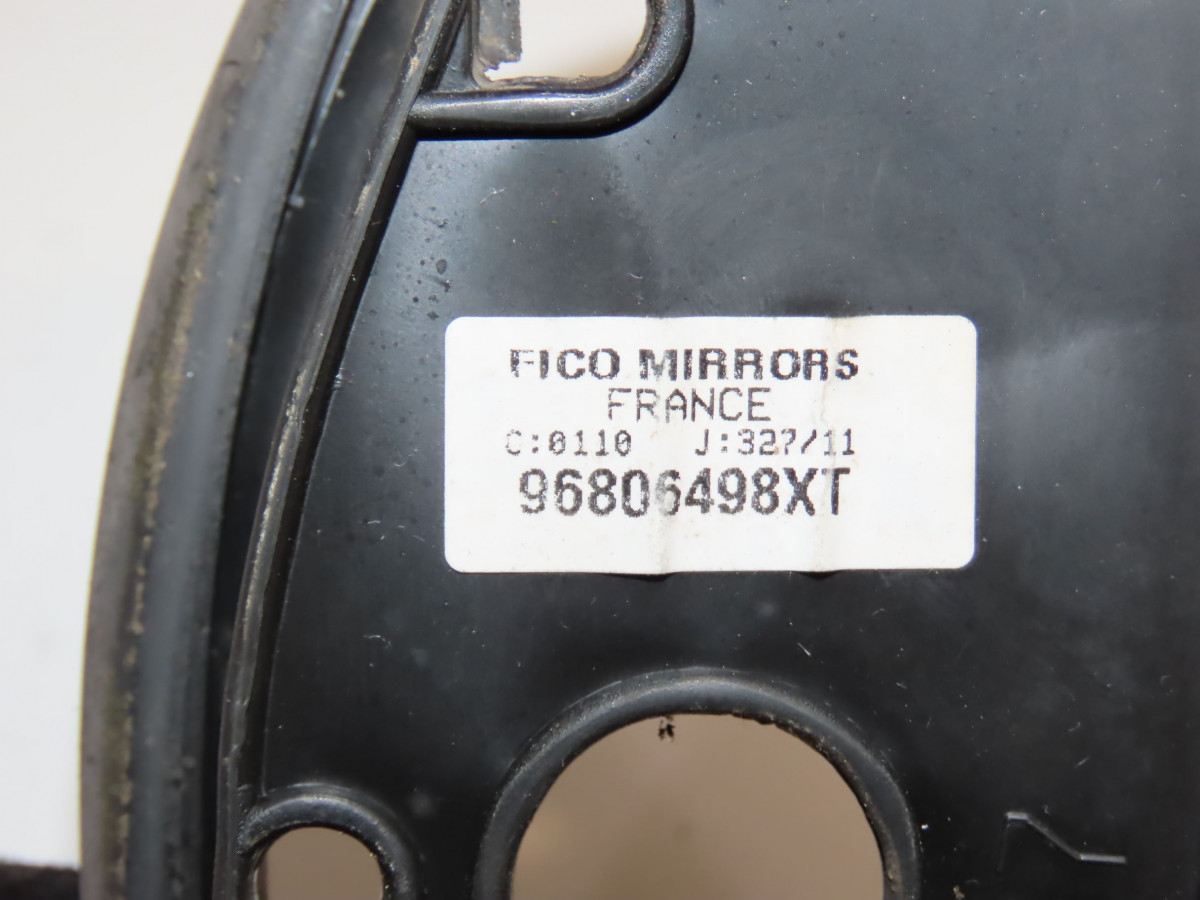 FICO MIRRORS
FRANCE
C:0110 J:327/11
96806498XT